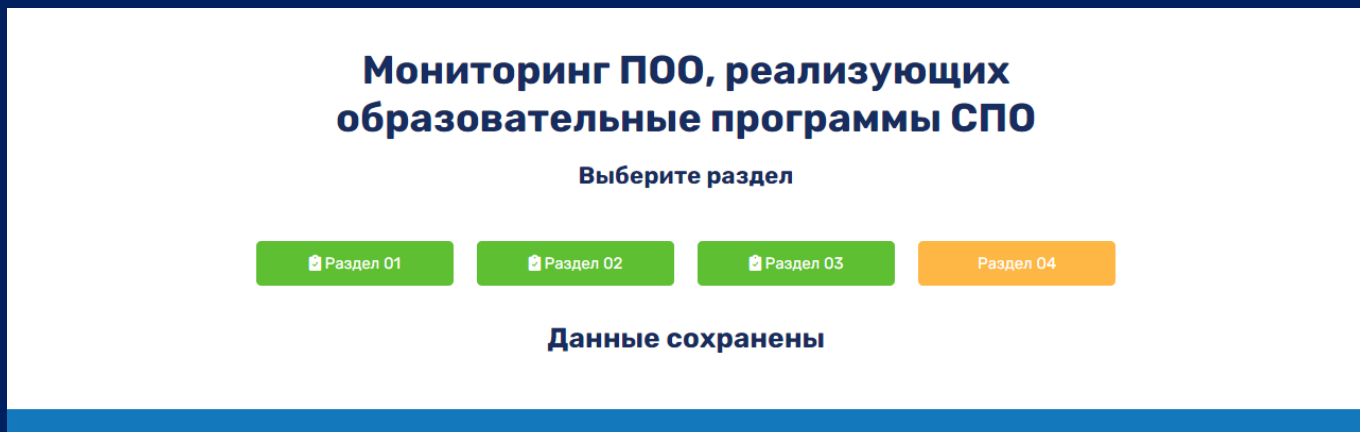 Мониторинг ПОО, реализующих
образовательные программы СПО
Выберите раздел
Раздел 01 Раздел 02 Раздел 03 Раздел 04
Данные сохранены